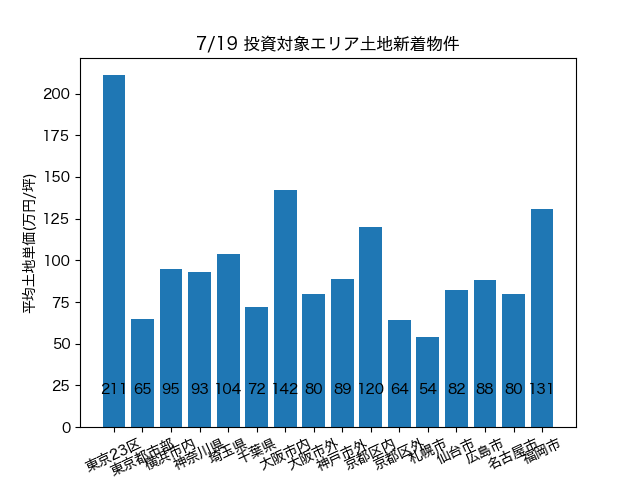 7/19 投資対象エリア土地新着物件
平均土地単価(万円/坪)
200
175
150
125
100
75
50
25
0
211 65 95 93 104 72 142 80 89 120 64 54 82 88 80 131
東京23区
東京都市部
横浜市内
神奈川県
埼玉県
千葉県
大阪市内
大阪市外
神戸市外
京都区内
京都区外
札幌市
仙台市
広島市
名古屋市
福岡市